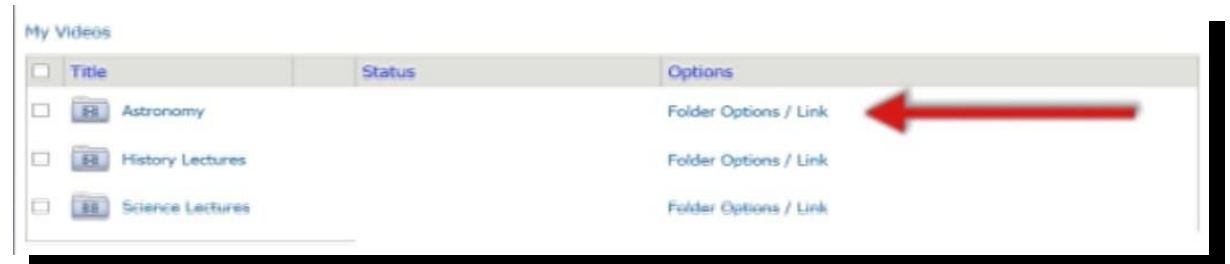 My Videos
Title Status Options
Astronomy Folder Options / Link
History Lectures Folder Options / Link
Science Lectures Folder Options / Link